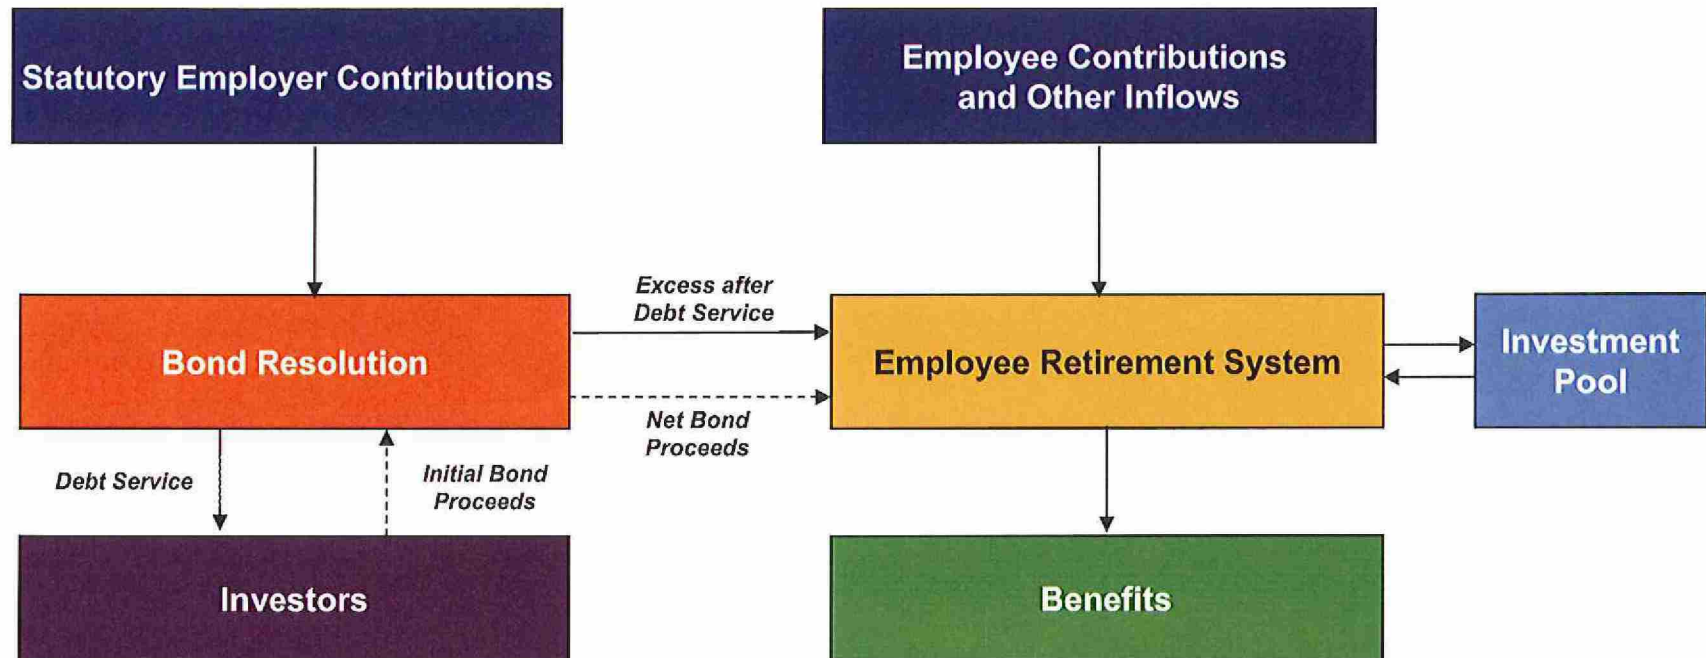 Statutory Employer Contributions
Employee Contributions
and Other Inflows
Excess after
Debt Service
Bond Resolution
Employee Retirement System
Investment
Pool
Net Bond
Proceeds
Debt Service
Initial Bond
Proceeds
Investors
Benefits